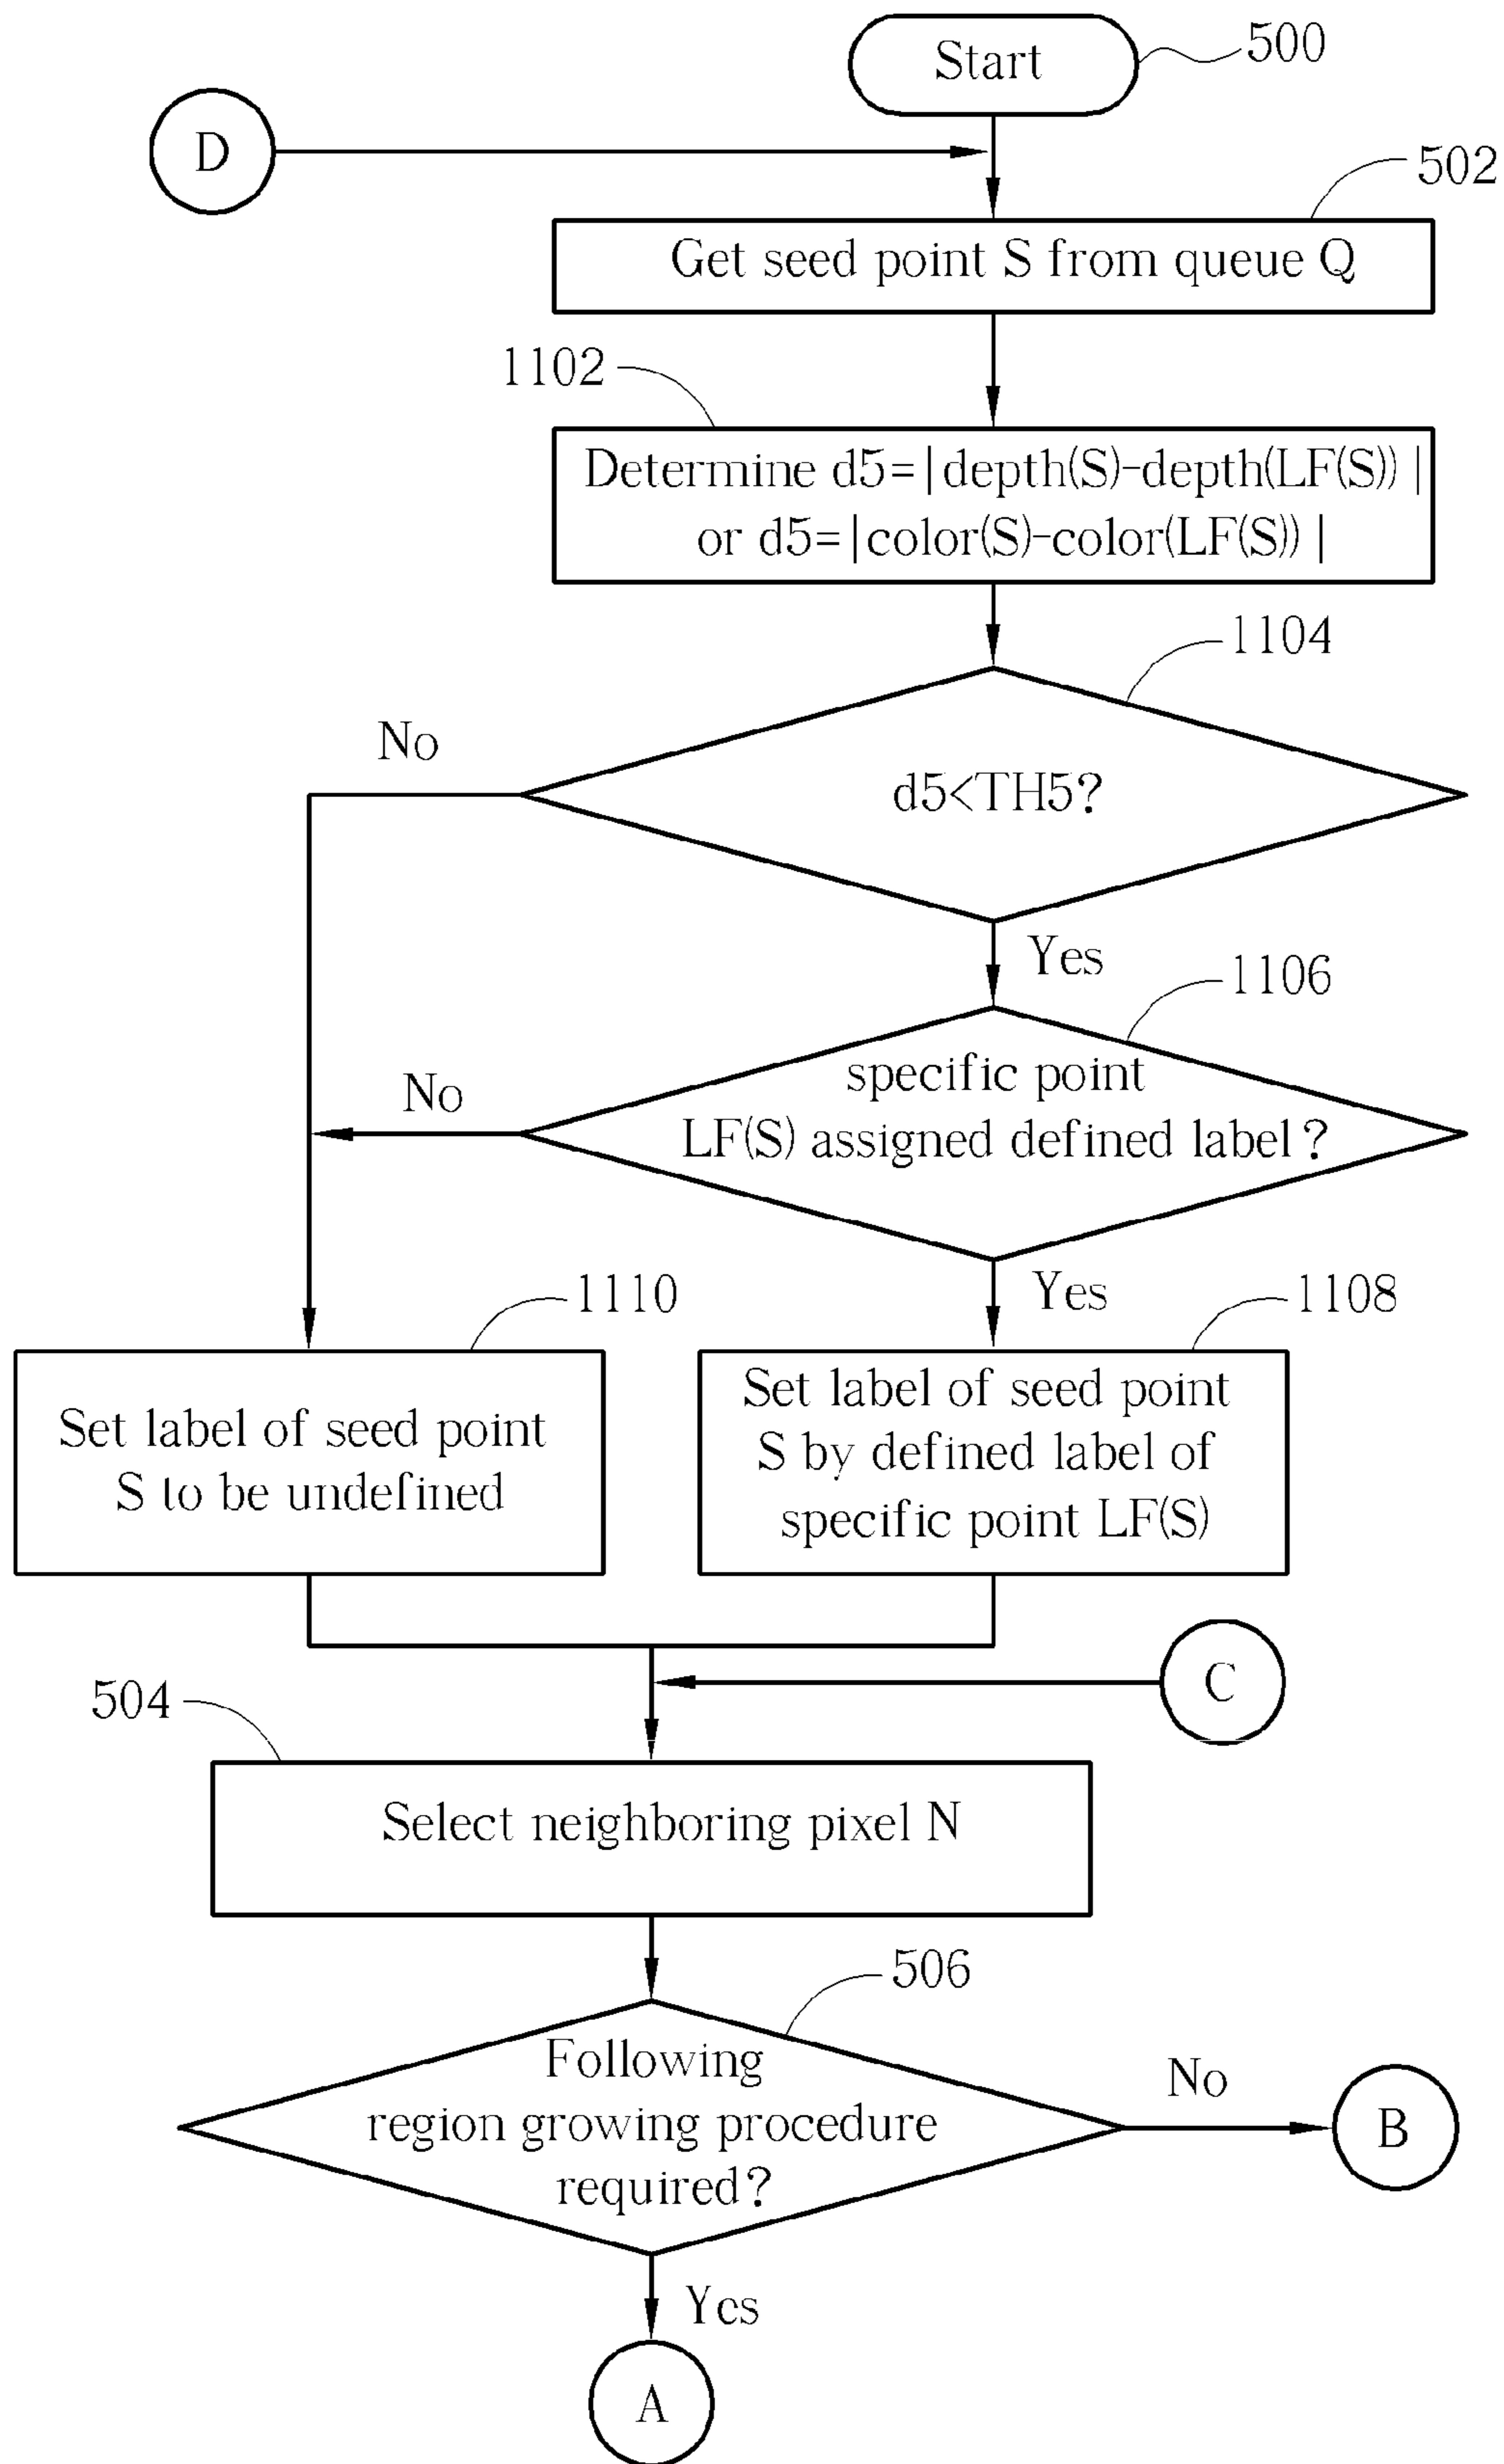 Start
500
D
502
Get seed point S from queue Q
1102
Determine d5=|depth(S)-depth(LF(S))|
or d5=|color(S)-color(LF(S))|
1104
No
d5<TH5?
Yes
1106
specific point
No
LF(S) assigned defined label?
1110
Yes
1108
Set label of seed point
S to be undefined
Set label of seed point
S by defined label of
specific point LF(S)
C
504
Select neighboring pixel N
506
Following
region growing procedure
required?
No
B
Yes
A